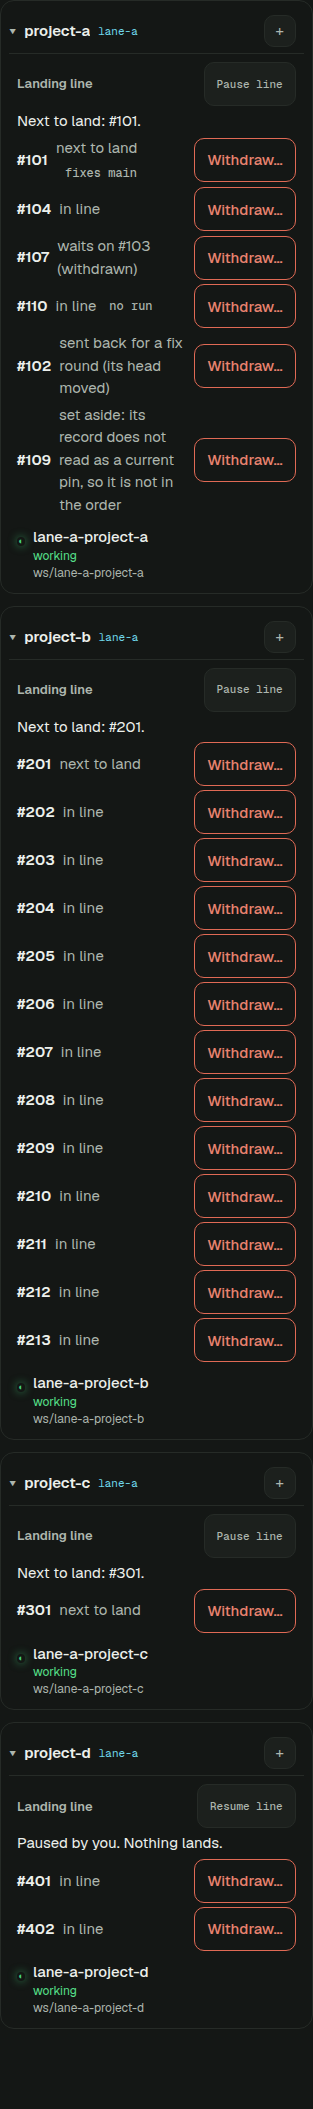 ▾ project-a lane-a +
Landing line Pause line
Next to land: #101.
#101 next to land
fixes main
Withdraw…
#104 in line Withdraw…
#107 waits on #103
(withdrawn)
Withdraw…
#110 in line no run Withdraw…
#102 sent back for a fix
round (its head
moved)
Withdraw…
#109 set aside: its
record does not
read as a current
pin, so it is not in
the order
Withdraw…
lane-a-project-a
working
ws/lane-a-project-a
▾ project-b lane-a +
Landing line Pause line
Next to land: #201.
#201 next to land Withdraw…
#202 in line Withdraw…
#203 in line Withdraw…
#204 in line Withdraw…
#205 in line Withdraw…
#206 in line Withdraw…
#207 in line Withdraw…
#208 in line Withdraw…
#209 in line Withdraw…
#210 in line Withdraw…
#211 in line Withdraw…
#212 in line Withdraw…
#213 in line Withdraw…
lane-a-project-b
working
ws/lane-a-project-b
▾ project-c lane-a +
Landing line Pause line
Next to land: #301.
#301 next to land Withdraw…
lane-a-project-c
working
ws/lane-a-project-c
▾ project-d lane-a +
Landing line Resume line
Paused by you. Nothing lands.
#401 in line Withdraw…
#402 in line Withdraw…
lane-a-project-d
working
ws/lane-a-project-d